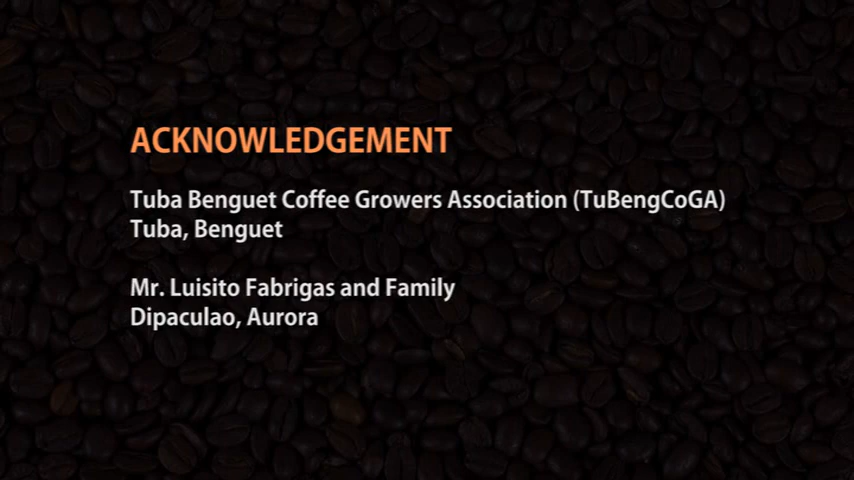 ACKNOWLEDGEMENT
Tuba Benguet Coffee Growers Association (TuBengCoGA)
Tuba, Benguet
Mr. Luisito Fabrigas and Family
Dipaculao, Aurora